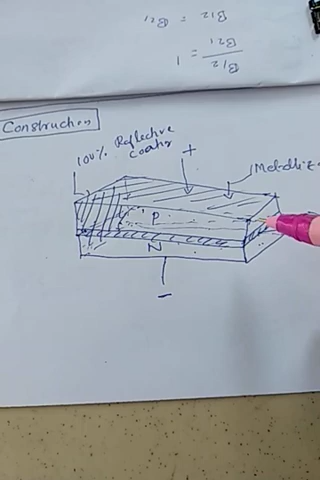 B12 = B21
B12/B21 = 1
Construction
100% Reflective
coating
+
P
N
-